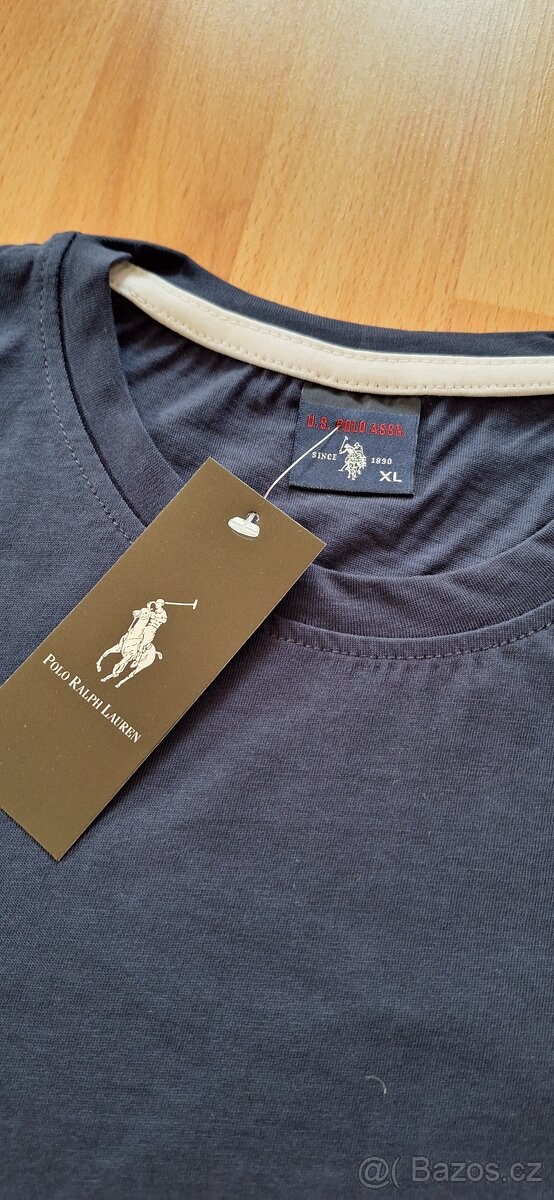 U.S. POLO ASSN.
SINCE 1890
XL
POLO RALPH LAUREN
@( Bazos.cz